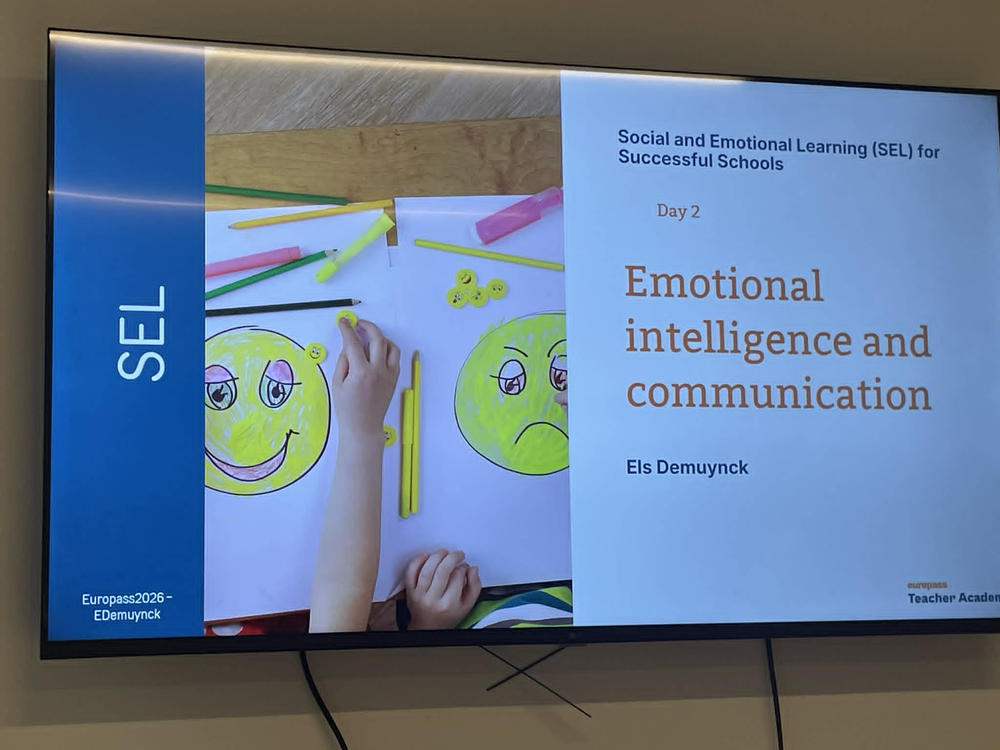 SEL
Europass2026 –
EDemuynck
Social and Emotional Learning (SEL) for
Successful Schools
Day 2
Emotional
intelligence and
communication
Els Demuynck
europass
Teacher Academ